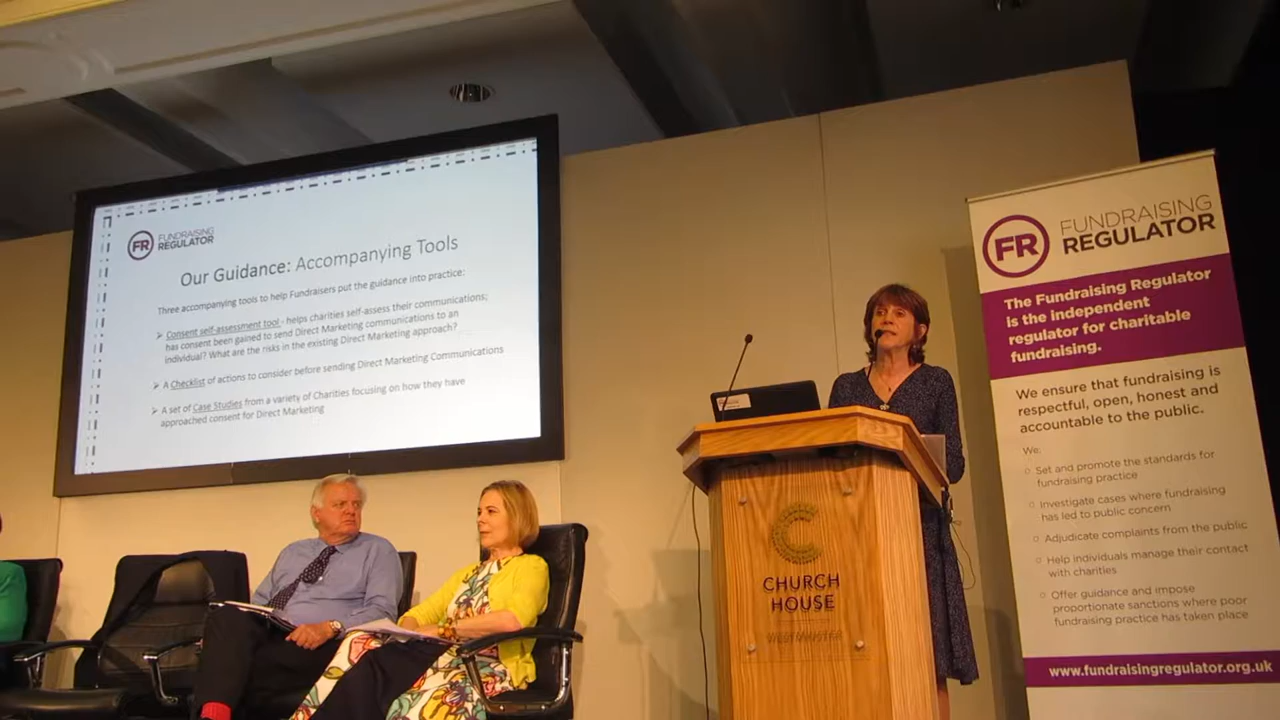 FR
FUNDRAISING
REGULATOR
Our Guidance: Accompanying Tools
Three accompanying tools to help Fundraisers put the guidance into practice:
➢ Consent self-assessment tool - helps charities self-assess their communications;
has consent been gained to send Direct Marketing communications to an
individual? What are the risks in the existing Direct Marketing approach?
➢ A Checklist of actions to consider before sending Direct Marketing Communications
➢ A set of Case Studies from a variety of Charities focusing on how they have
approached consent for Direct Marketing
CHURCH
HOUSE
WESTMINSTER
FR
FUNDRAISING
REGULATOR
The Fundraising Regulator
is the independent
regulator for charitable
fundraising.
We ensure that fundraising is
respectful, open, honest and
accountable to the public.
We:
○ Set and promote the standards for
fundraising practice
○ Investigate cases where fundraising
has led to public concern
○ Adjudicate complaints from the public
○ Help individuals manage their contact
with charities
○ Offer guidance and impose
proportionate sanctions where poor
fundraising practice has taken place
www.fundraisingregulator.org.uk